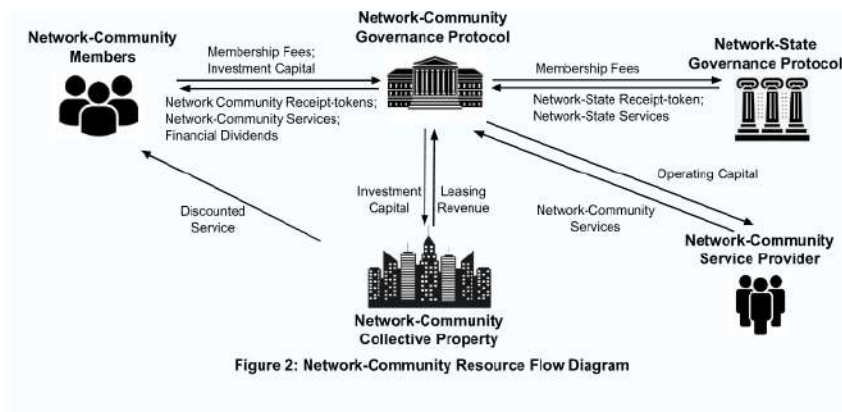 Network-Community
Members
Membership Fees;
Investment Capital
Network Community Receipt-tokens;
Network-Community Services;
Financial Dividends
Network-Community
Governance Protocol
Membership Fees
Network-State Receipt-token;
Network-State Services
Network-State
Governance Protocol
Discounted
Service
Investment
Capital
Leasing
Revenue
Operating Capital
Network-Community
Services
Network-Community
Service Provider
Network-Community
Collective Property
Figure 2: Network-Community Resource Flow Diagram